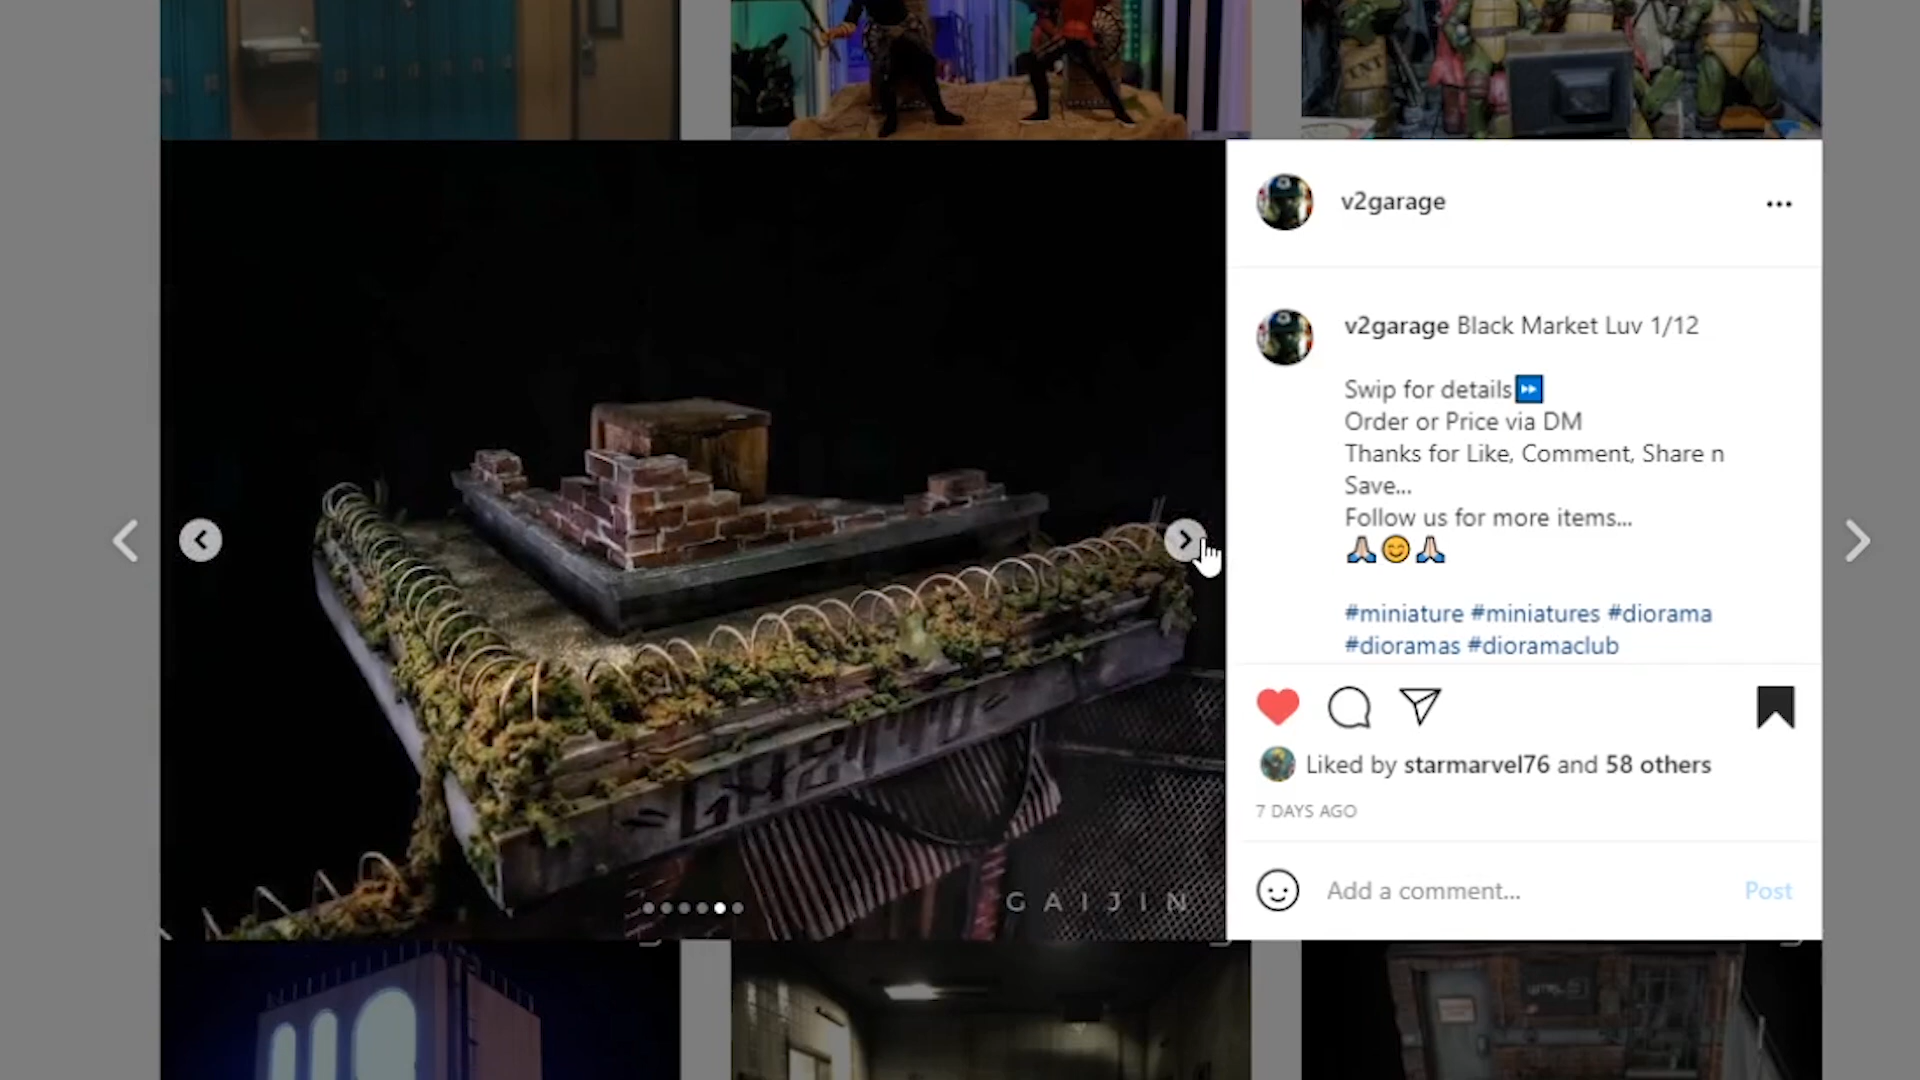 TNT
v2garage
v2garage Black Market Luv 1/12
Swip for details
Order or Price via DM
Thanks for Like, Comment, Share n
Save...
Follow us for more items...
#miniature #miniatures #diorama
#dioramas #dioramaclub
Liked by starmarvel76 and 58 others
7 DAYS AGO
Add a comment... Post
GAIJIN